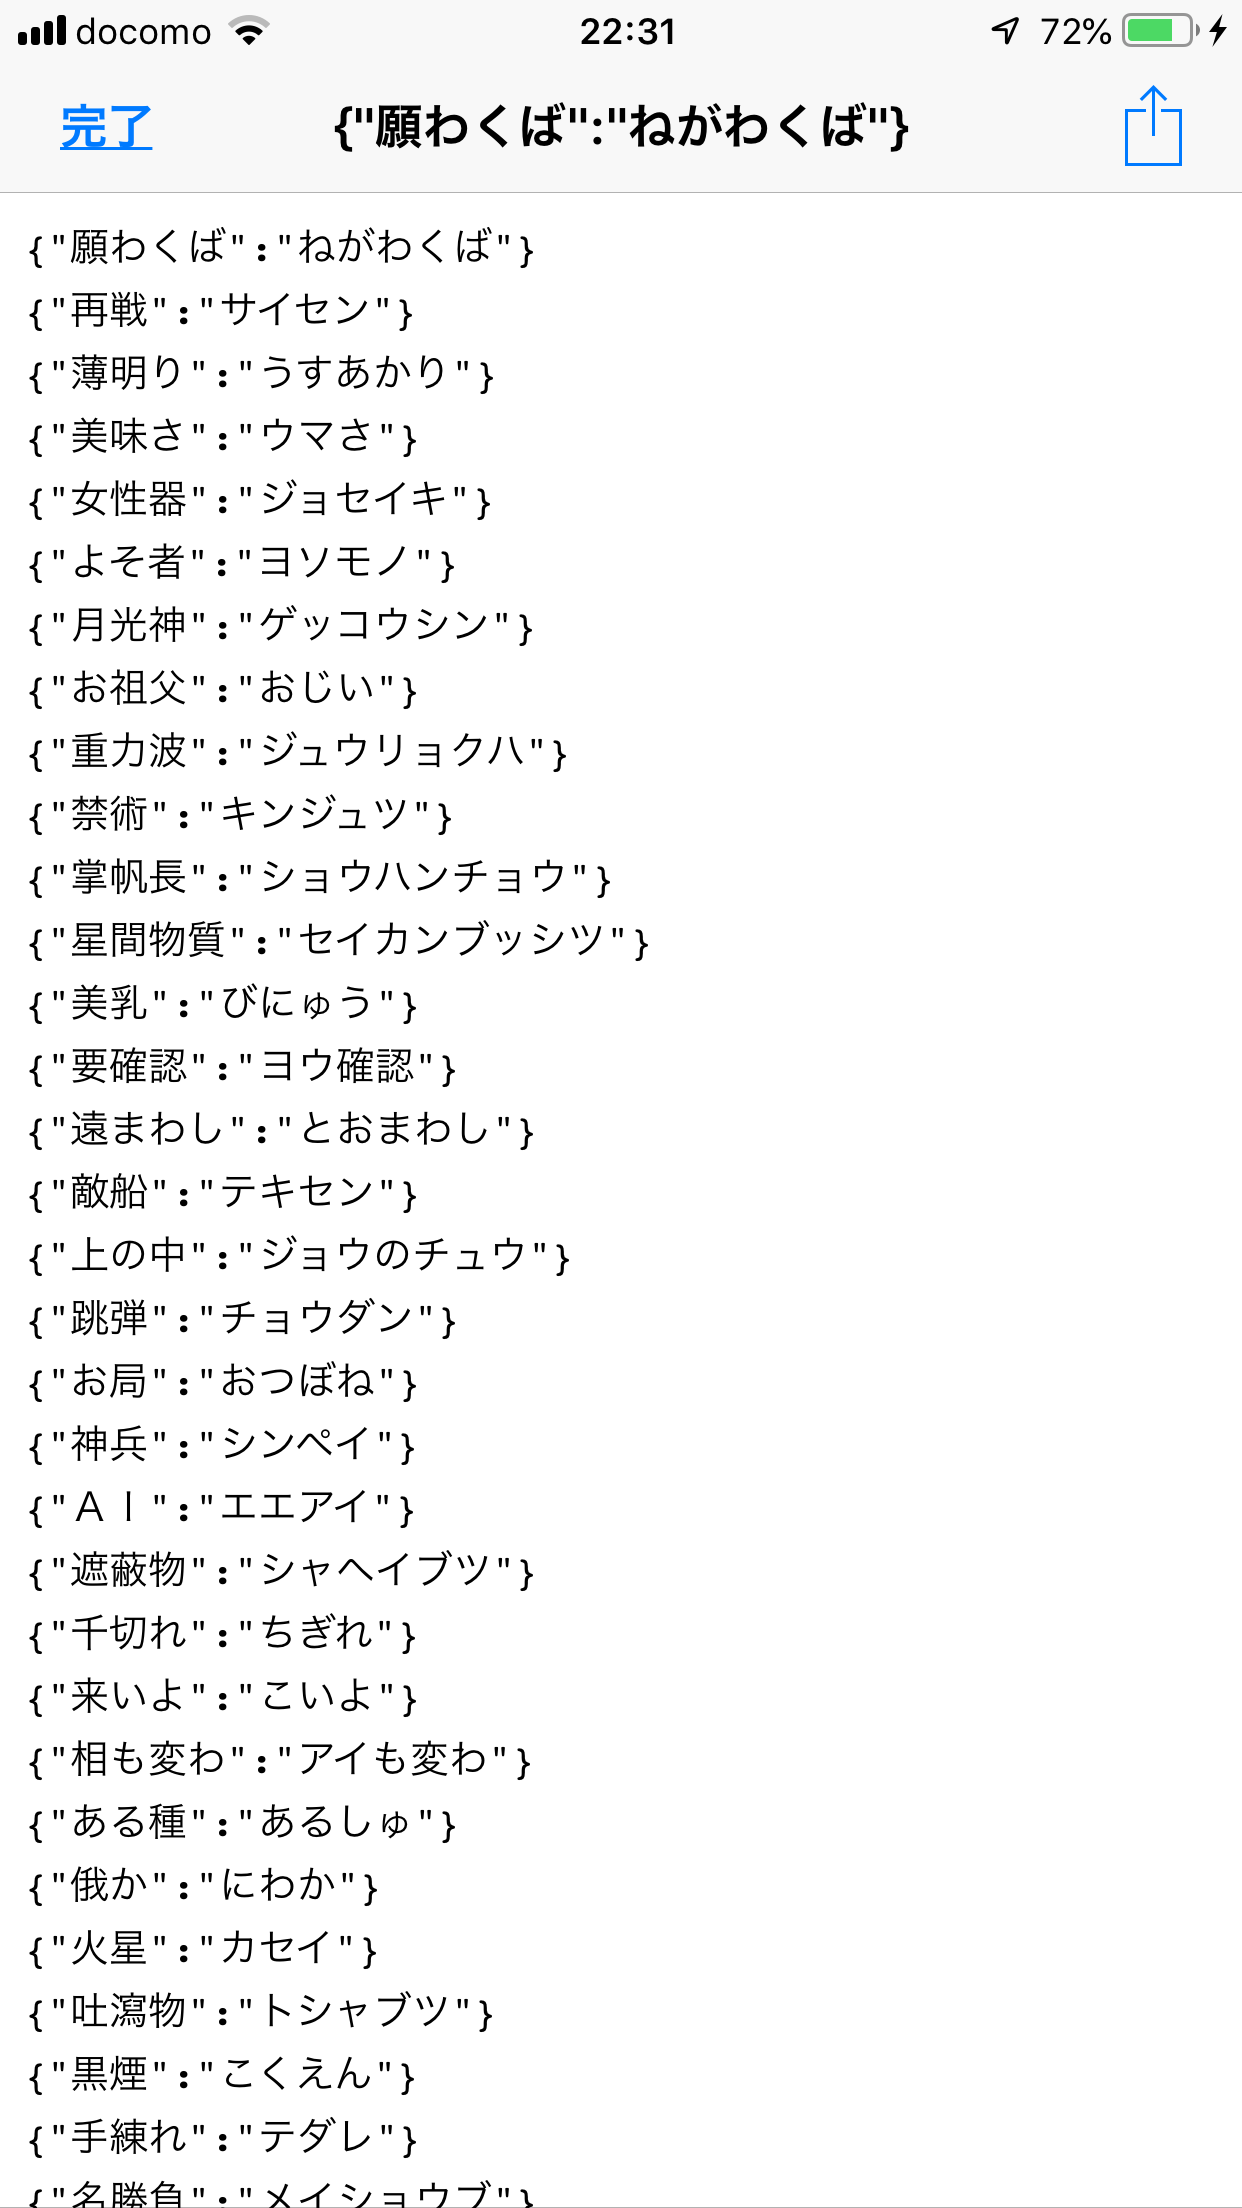 docomo 22:31 72%
完了 {"願わくば":"ねがわくば"}
{"願わくば":"ねがわくば"}
{"再戦":"サイセン"}
{"薄明り":"うすあかり"}
{"美味さ":"ウマさ"}
{"女性器":"ジョセイキ"}
{"よそ者":"ヨソモノ"}
{"月光神":"ゲッコウシン"}
{"お祖父":"おじい"}
{"重力波":"ジュウリョクハ"}
{"禁術":"キンジュツ"}
{"掌帆長":"ショウハンチョウ"}
{"星間物質":"セイカンブッシツ"}
{"美乳":"びにゅう"}
{"要確認":"ヨウ確認"}
{"遠まわし":"とおまわし"}
{"敵船":"テキセン"}
{"上の中":"ジョウのチュウ"}
{"跳弾":"チョウダン"}
{"お局":"おつぼね"}
{"神兵":"シンペイ"}
{"ＡＩ":"エエアイ"}
{"遮蔽物":"シャヘイブツ"}
{"千切れ":"ちぎれ"}
{"来いよ":"こいよ"}
{"相も変わ":"アイも変わ"}
{"ある種":"あるしゅ"}
{"俄か":"にわか"}
{"火星":"カセイ"}
{"吐瀉物":"トシャブツ"}
{"黒煙":"こくえん"}
{"手練れ":"テダレ"}
{"名勝負":"メイショウブ"}